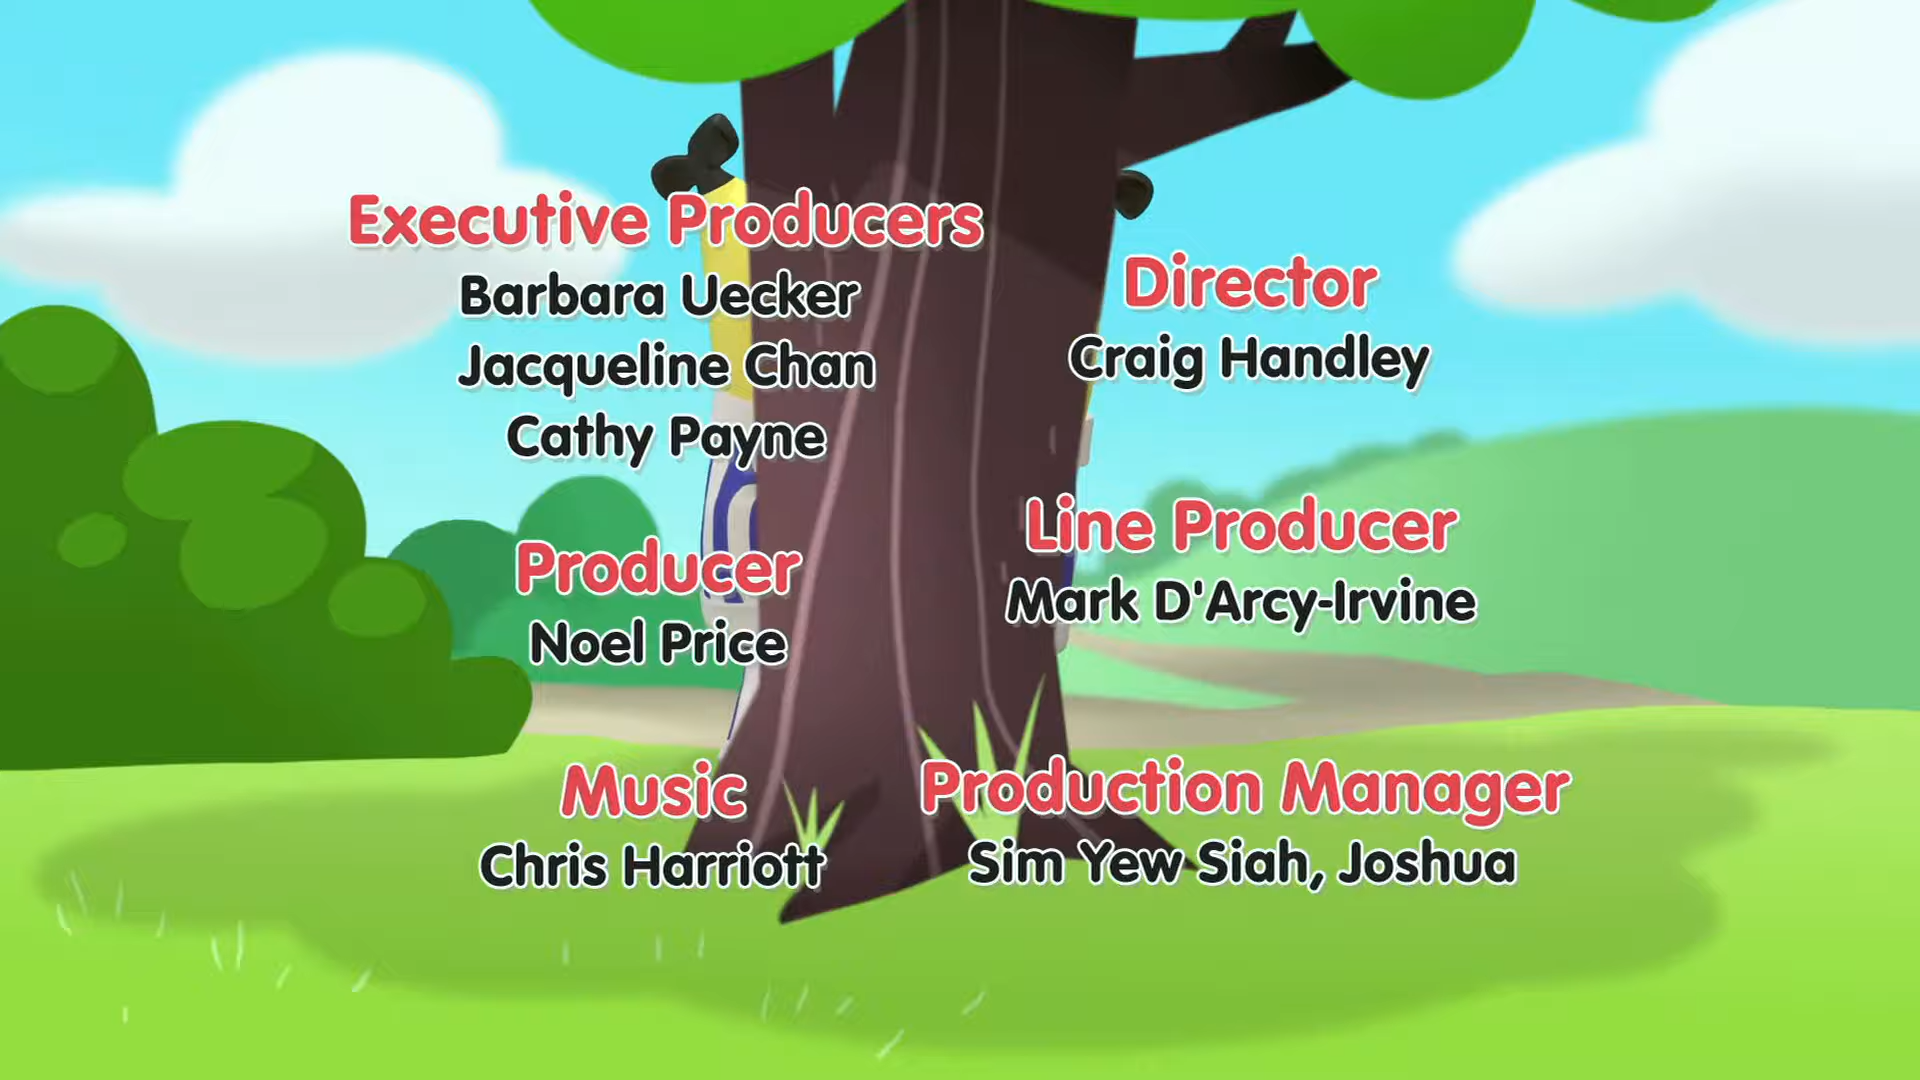 Executive Producers
Barbara Uecker
Jacqueline Chan
Cathy Payne
Producer
Noel Price
Music
Chris Harriott
Director
Craig Handley
Line Producer
Mark D'Arcy-Irvine
Production Manager
Sim Yew Siah, Joshua